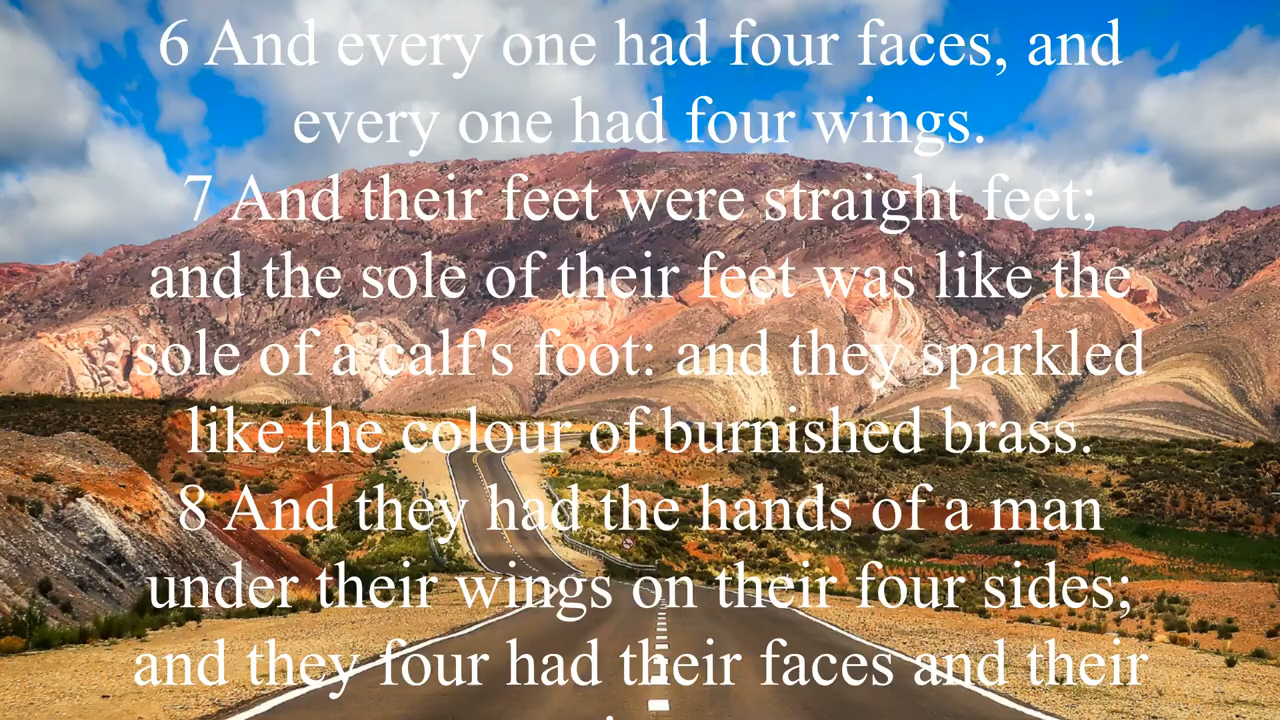 6 And every one had four faces, and
every one had four wings.
7 And their feet were straight feet;
and the sole of their feet was like the
sole of a calf's foot: and they sparkled
like the colour of burnished brass.
8 And they had the hands of a man
under their wings on their four sides;
and they four had their faces and their